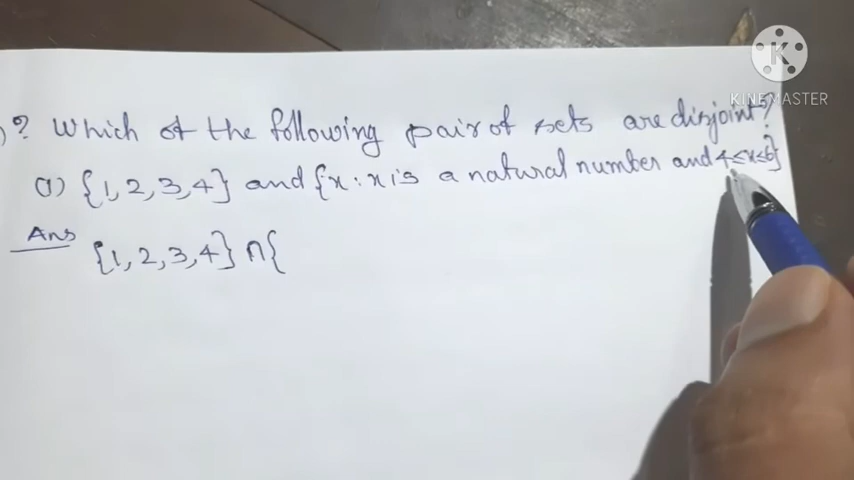 KINEMASTER
)? Which of the following pair of sets are disjoint?
(1) {1,2,3,4} and {x : x is a natural number and 4≤x≤6}
Ans {1,2,3,4} ∩ {